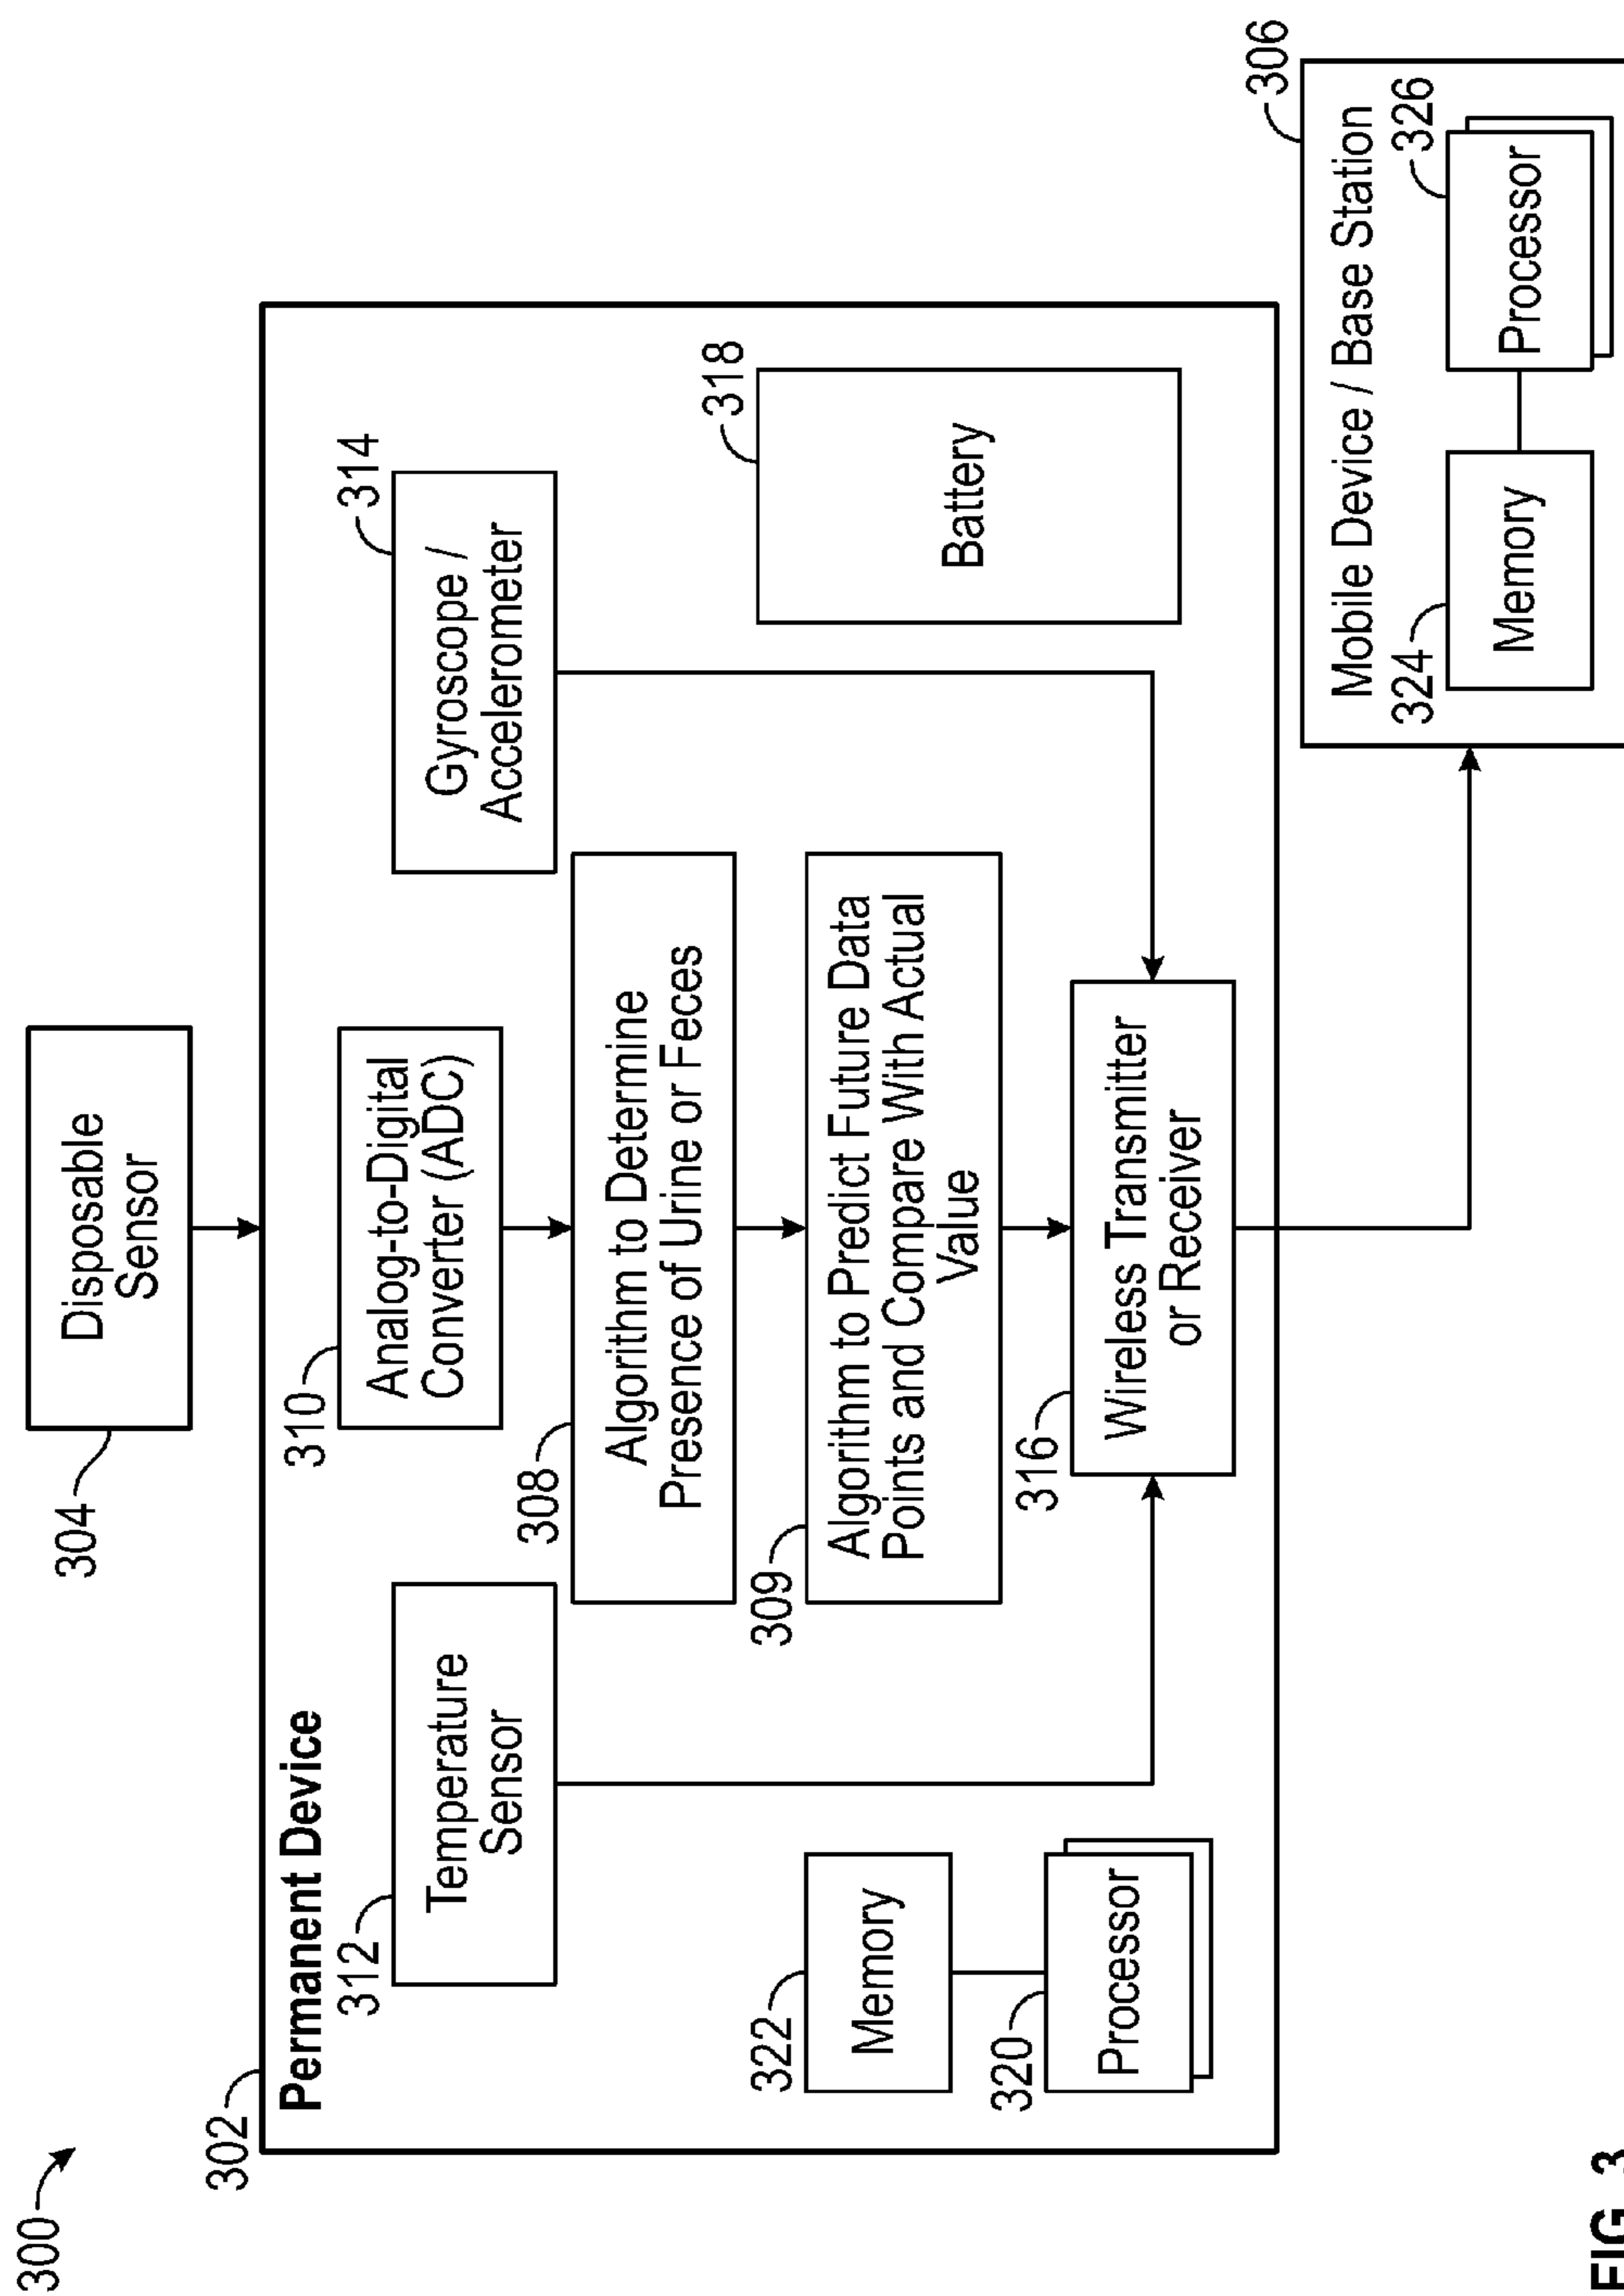 300
304
Disposable
Sensor
302
Permanent Device
312
Temperature
Sensor
310
Analog-to-Digital
Converter (ADC)
314
Gyroscope /
Accelerometer
308
Algorithm to Determine
Presence of Urine or Feces
322
Memory
309
Algorithm to Predict Future Data
Points and Compare With Actual
Value
318
Battery
320
Processor
316
Wireless Transmitter
or Receiver
306
Mobile Device / Base Station
324
Memory
326
Processor
FIG. 3